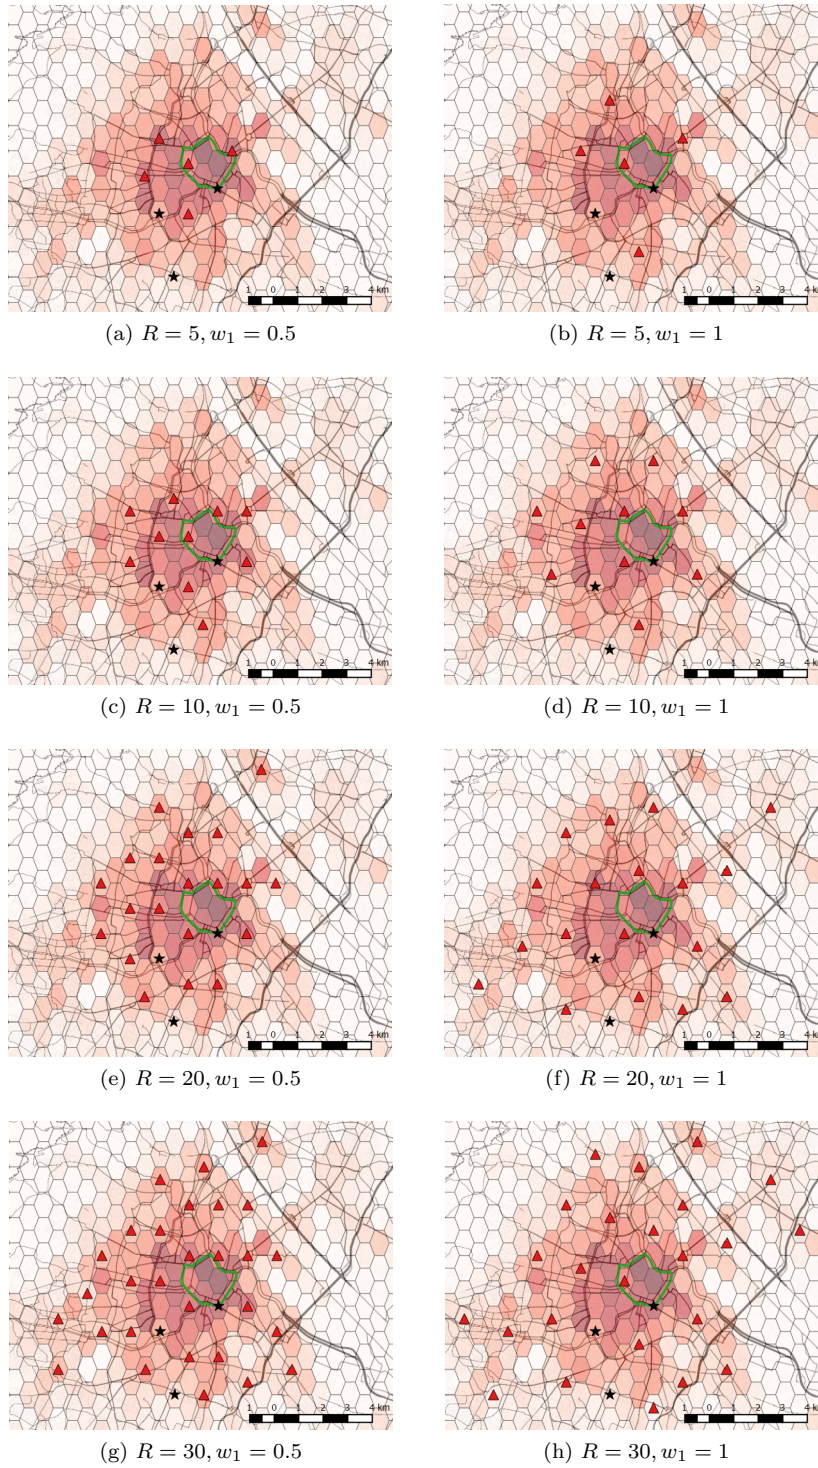 1 0 1 2 3 4 km
1 0 1 2 3 4 km
(a) R = 5, w₁ = 0.5
(b) R = 5, w₁ = 1
1 0 1 2 3 4 km
1 0 1 2 3 4 km
(c) R = 10, w₁ = 0.5
(d) R = 10, w₁ = 1
1 0 1 2 3 4 km
1 0 1 2 3 4 km
(e) R = 20, w₁ = 0.5
(f) R = 20, w₁ = 1
1 0 1 2 3 4 km
1 0 1 2 3 4 km
(g) R = 30, w₁ = 0.5
(h) R = 30, w₁ = 1